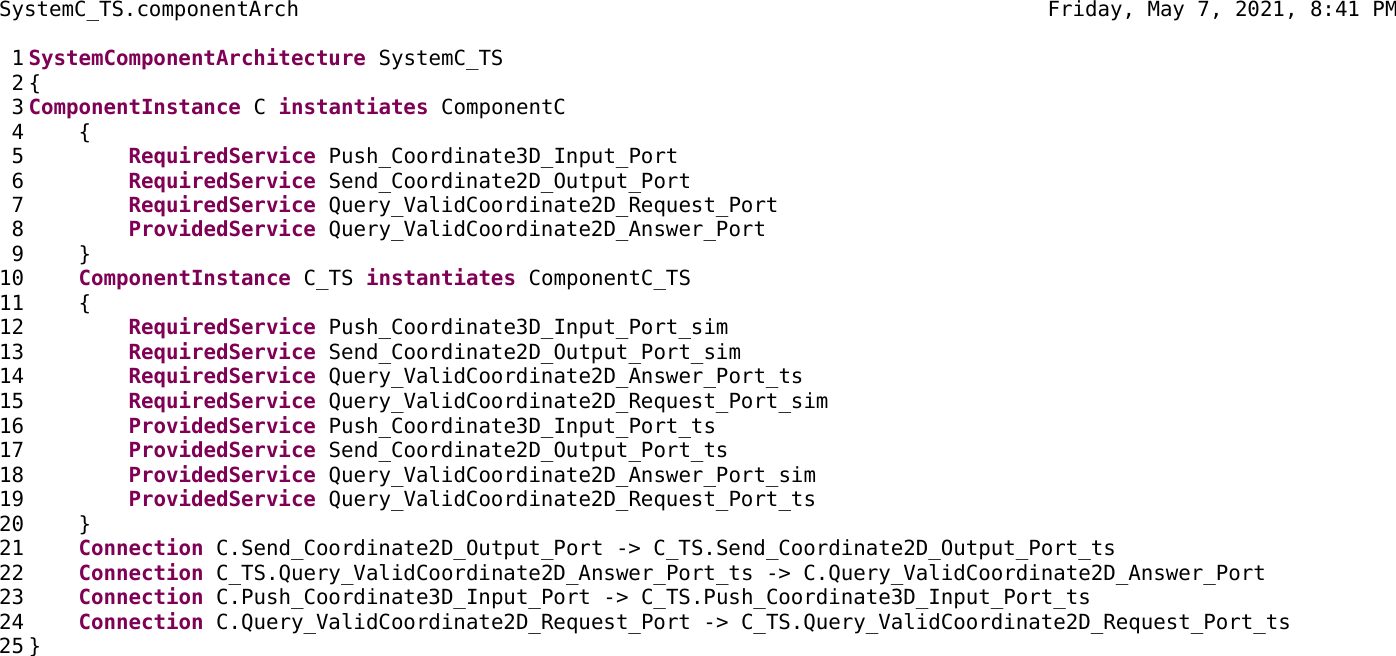 SystemC_TS.componentArch Friday, May 7, 2021, 8:41 PM
1 SystemComponentArchitecture SystemC_TS
2 {
3 ComponentInstance C instantiates ComponentC
4     {
5         RequiredService Push_Coordinate3D_Input_Port
6         RequiredService Send_Coordinate2D_Output_Port
7         RequiredService Query_ValidCoordinate2D_Request_Port
8         ProvidedService Query_ValidCoordinate2D_Answer_Port
9     }
10     ComponentInstance C_TS instantiates ComponentC_TS
11     {
12         RequiredService Push_Coordinate3D_Input_Port_sim
13         RequiredService Send_Coordinate2D_Output_Port_sim
14         RequiredService Query_ValidCoordinate2D_Answer_Port_ts
15         RequiredService Query_ValidCoordinate2D_Request_Port_sim
16         ProvidedService Push_Coordinate3D_Input_Port_ts
17         ProvidedService Send_Coordinate2D_Output_Port_ts
18         ProvidedService Query_ValidCoordinate2D_Answer_Port_sim
19         ProvidedService Query_ValidCoordinate2D_Request_Port_ts
20     }
21     Connection C.Send_Coordinate2D_Output_Port -> C_TS.Send_Coordinate2D_Output_Port_ts
22     Connection C_TS.Query_ValidCoordinate2D_Answer_Port_ts -> C.Query_ValidCoordinate2D_Answer_Port
23     Connection C.Push_Coordinate3D_Input_Port -> C_TS.Push_Coordinate3D_Input_Port_ts
24     Connection C.Query_ValidCoordinate2D_Request_Port -> C_TS.Query_ValidCoordinate2D_Request_Port_ts
25 }